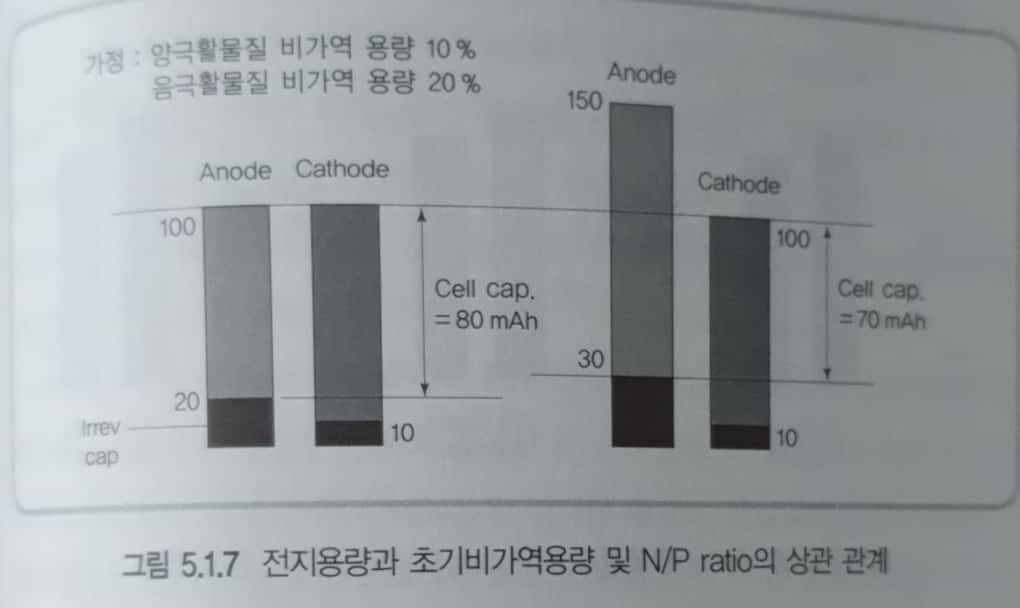 가정 : 양극활물질 비가역 용량 10 %
음극활물질 비가역 용량 20 %
Anode
Cathode
100
Cell cap.
= 80 mAh
20
Irrev
cap
10
Anode
150
Cathode
100
Cell cap.
= 70 mAh
30
10
그림 5.1.7 전지용량과 초기비가역용량 및 N/P ratio의 상관 관계